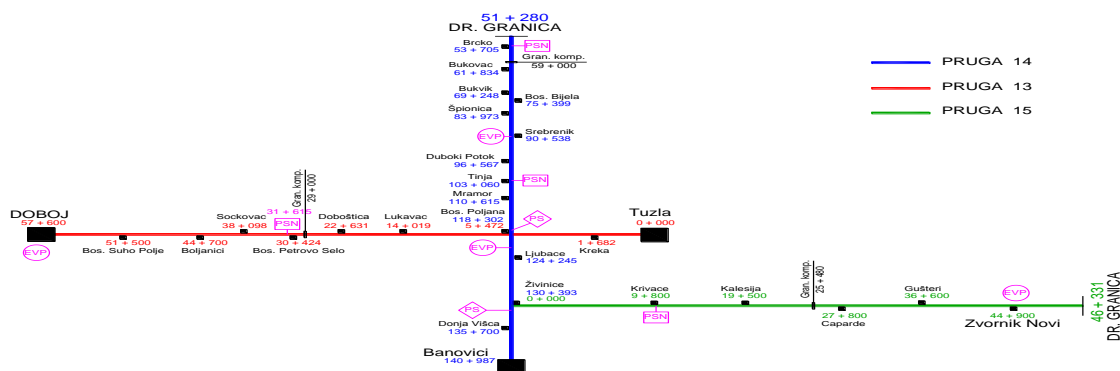 51 + 280
DR. GRANICA
Brcko
53 + 705
PSN
Gran. komp.
59 + 000
Bukovac
61 + 834
Bukvik
69 + 248
Bos. Bijela
75 + 399
Špionica
83 + 973
EVP
Srebrenik
90 + 538
Duboki Potok
96 + 567
Tinja
103 + 060
PSN
Mramor
110 + 615
Bos. Poljana
118 + 302
5 + 472
PS
EVP
Ljubace
124 + 245
Živinice
130 + 393
0 + 000
PS
Donja Višca
135 + 700
Banovici
140 + 987
PRUGA 14
PRUGA 13
PRUGA 15
DOBOJ
57 + 600
EVP
51 + 500
Bos. Suho Polje
44 + 700
Boljanici
Sockovac
38 + 098
31 + 615
PSN
30 + 424
Bos. Petrovo Selo
Gran. komp.
29 + 000
Doboštica
22 + 631
Lukavac
14 + 019
1 + 682
Kreka
Tuzla
0 + 000
Krivace
9 + 800
PSN
Kalesija
19 + 500
Gran. komp.
25 + 480
27 + 800
Caparde
Gušteri
36 + 600
EVP
44 + 900
Zvornik Novi
46 + 331
DR. GRANICA